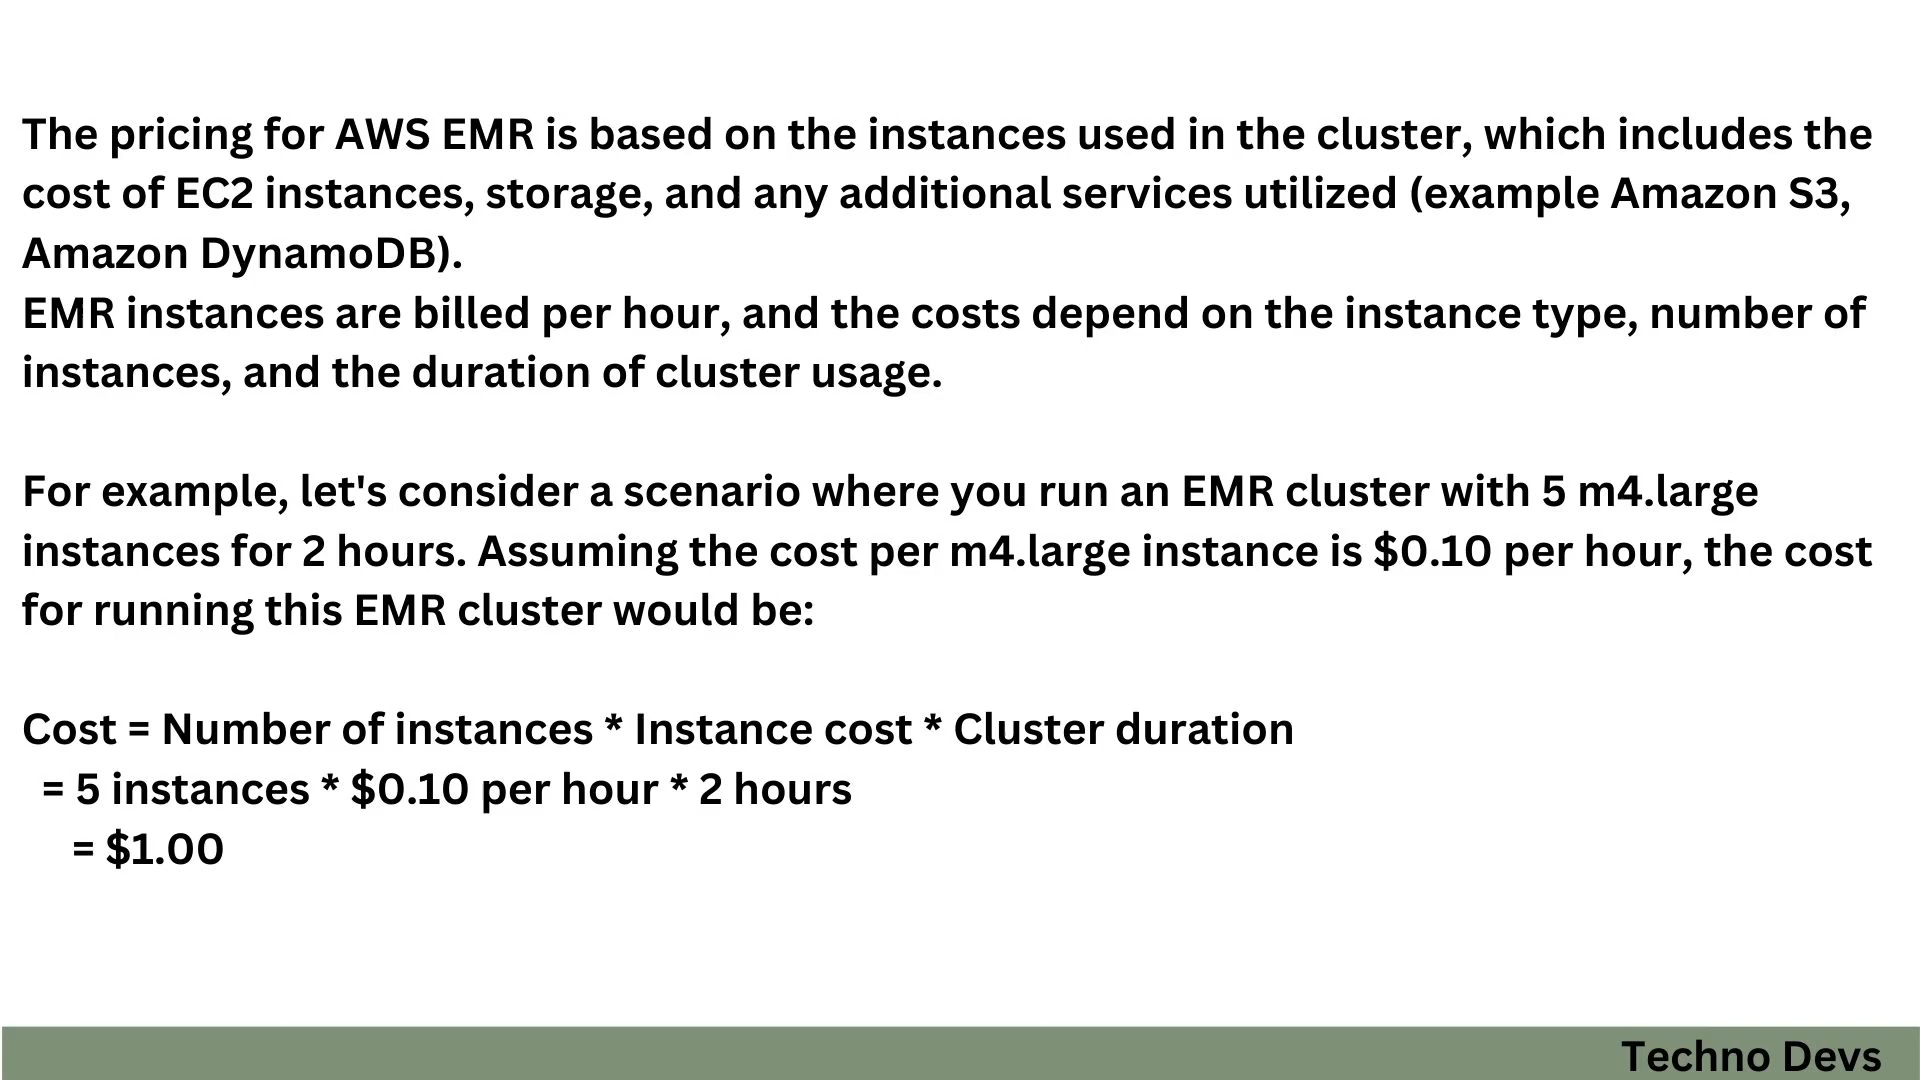 The pricing for AWS EMR is based on the instances used in the cluster, which includes the
cost of EC2 instances, storage, and any additional services utilized (example Amazon S3,
Amazon DynamoDB).
EMR instances are billed per hour, and the costs depend on the instance type, number of
instances, and the duration of cluster usage.
For example, let's consider a scenario where you run an EMR cluster with 5 m4.large
instances for 2 hours. Assuming the cost per m4.large instance is $0.10 per hour, the cost
for running this EMR cluster would be:
Cost = Number of instances * Instance cost * Cluster duration
= 5 instances * $0.10 per hour * 2 hours
= $1.00
Techno Devs